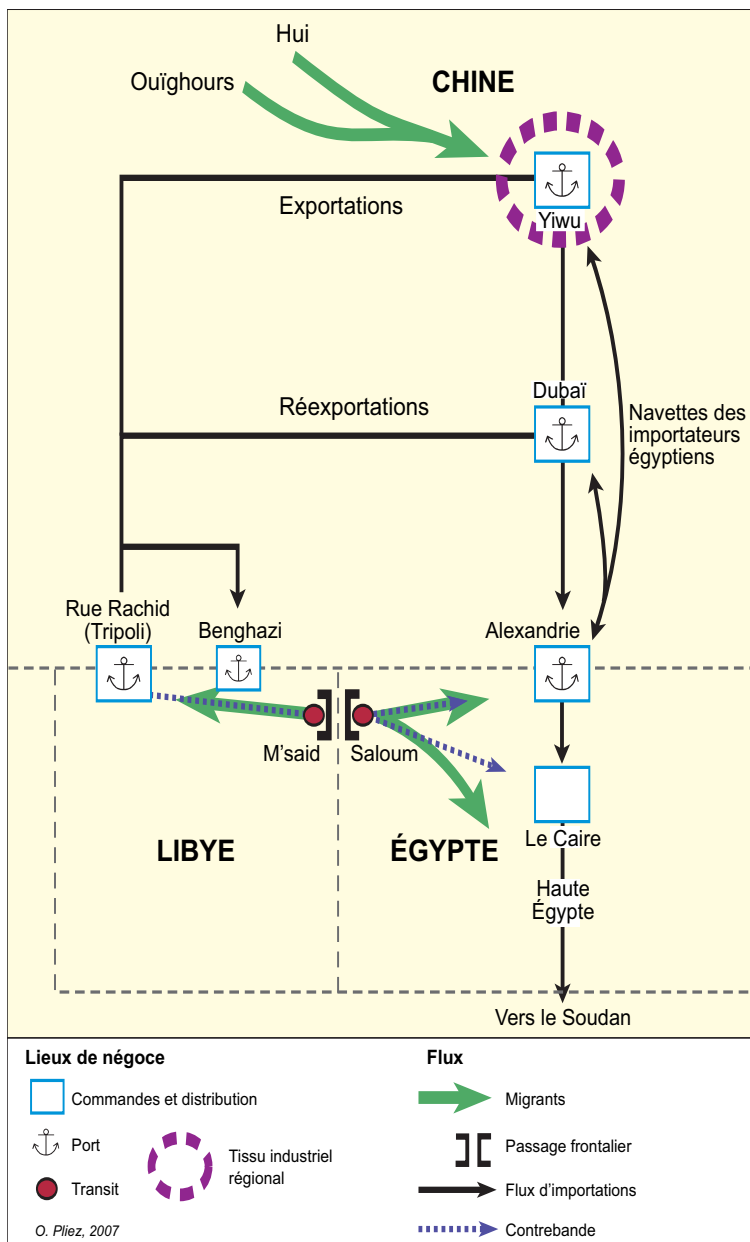 Hui
Ouïghours
CHINE
Yiwu
Exportations
Dubaï
Réexportations
Navettes des
importateurs
égyptiens
Rue Rachid
(Tripoli)
Benghazi
Alexandrie
M'said
Saloum
LIBYE
ÉGYPTE
Le Caire
Haute
Égypte
Vers le Soudan
Lieux de négoce
Commandes et distribution
Port
Transit
Tissu industriel
régional
O. Pliez, 2007
Flux
Migrants
Passage frontalier
Flux d'importations
Contrebande